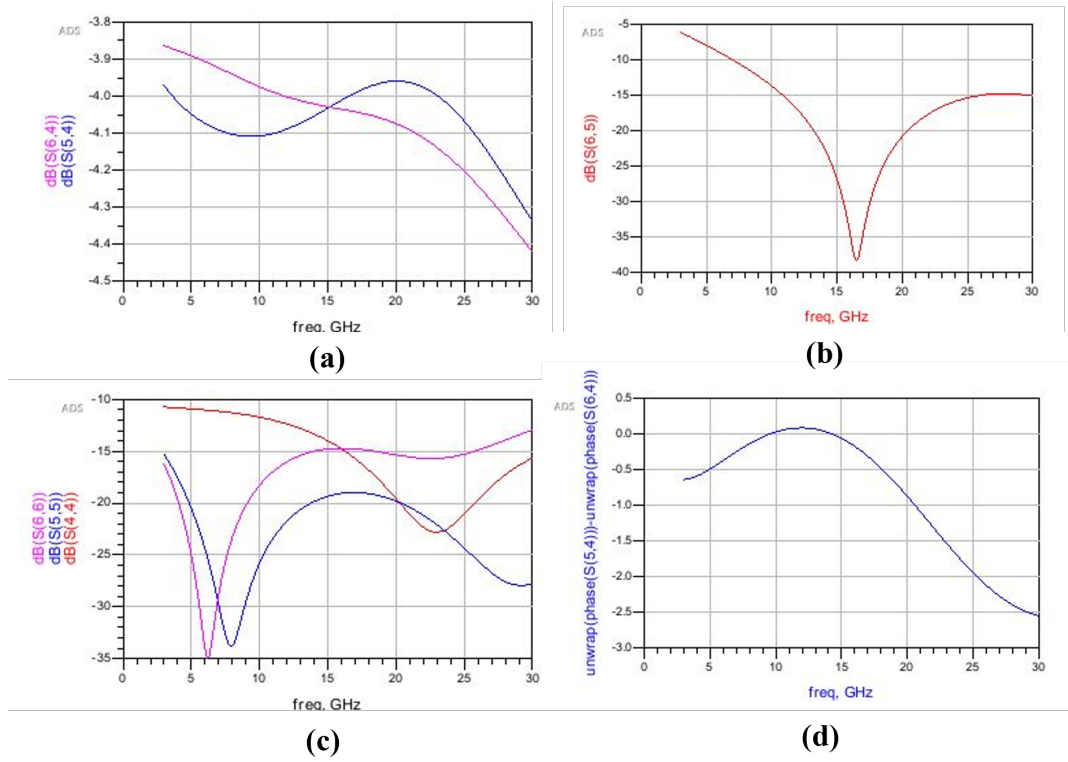 ADS
-3.8
-3.9
-4.0
-4.1
-4.2
-4.3
-4.4
-4.5
dB(S(6,4))
dB(S(5,4))
0 5 10 15 20 25 30
freq, GHz
(a)
ADS
-5
-10
-15
-20
-25
-30
-35
-40
dB(S(6,5))
0 5 10 15 20 25 30
freq, GHz
(b)
ADS
-10
-15
-20
-25
-30
-35
dB(S(6,6))
dB(S(5,5))
dB(S(4,4))
0 5 10 15 20 25 30
freq, GHz
(c)
ADS
0.5
0.0
-0.5
-1.0
-1.5
-2.0
-2.5
-3.0
unwrap(phase(S(5,4)))-unwrap(phase(S(6,4)))
0 5 10 15 20 25 30
freq, GHz
(d)